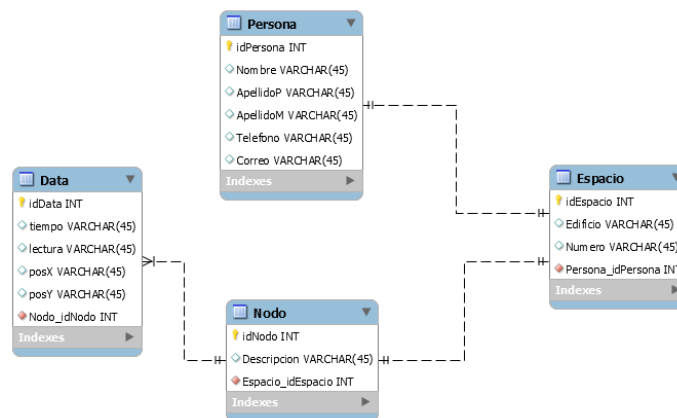 Persona
idPersona INT
Nombre VARCHAR(45)
ApellidoP VARCHAR(45)
ApellidoM VARCHAR(45)
Telefono VARCHAR(45)
Correo VARCHAR(45)
Indexes
Data
idData INT
tiempo VARCHAR(45)
lectura VARCHAR(45)
posX VARCHAR(45)
posY VARCHAR(45)
Nodo_idNodo INT
Indexes
Espacio
idEspacio INT
Edificio VARCHAR(45)
Numero VARCHAR(45)
Persona_idPersona INT
Indexes
Nodo
idNodo INT
Descripcion VARCHAR(45)
Espacio_idEspacio INT
Indexes